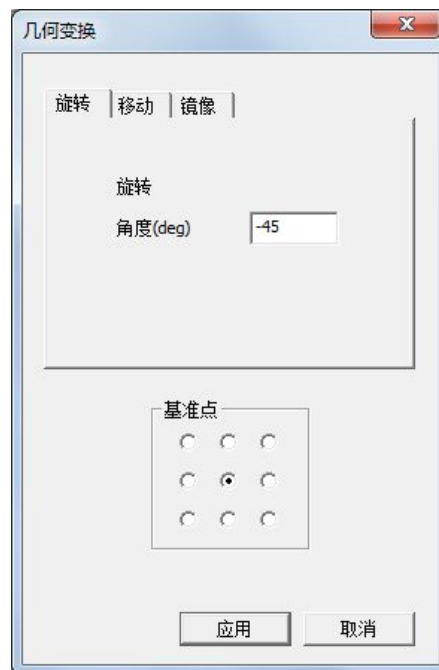 几何变换
旋转 移动 镜像
旋转
角度(deg) -45
基准点
应用 取消